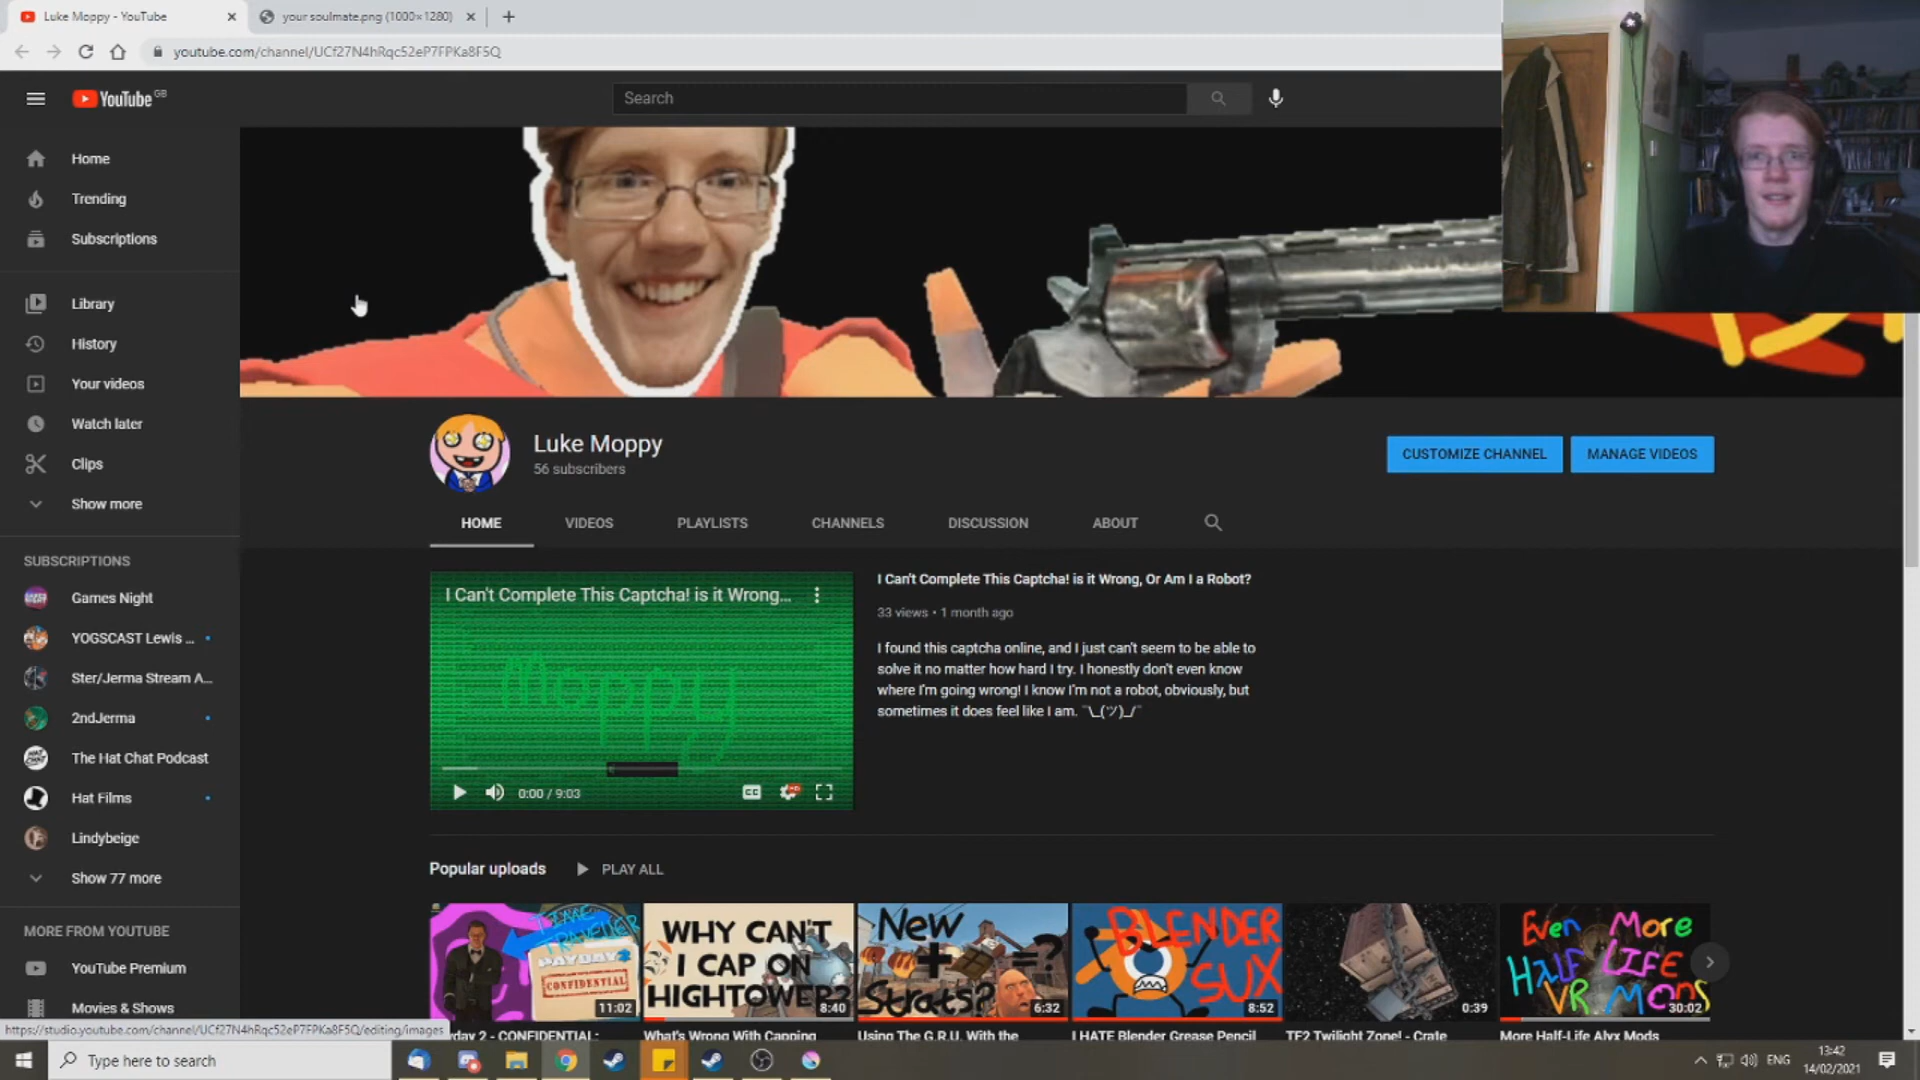 Luke Moppy - YouTube
your soulmate.png (1000×1280)
youtube.com/channel/UCf27N4hRqc52eP7FPKa8F5Q
YouTube GB
Search
Home
Trending
Subscriptions
Library
History
Your videos
Watch later
Clips
Show more
SUBSCRIPTIONS
Games Night
YOGSCAST Lewis ...
Ster/Jerma Stream A...
2ndJerma
The Hat Chat Podcast
Hat Films
Lindybeige
Show 77 more
MORE FROM YOUTUBE
YouTube Premium
Movies & Shows
Luke Moppy
56 subscribers
CUSTOMIZE CHANNEL
MANAGE VIDEOS
HOME
VIDEOS
PLAYLISTS
CHANNELS
DISCUSSION
ABOUT
I Can't Complete This Captcha! is it Wrong...
Moppy
0:00 / 9:03
I Can't Complete This Captcha! is it Wrong, Or Am I a Robot?
33 views • 1 month ago
I found this captcha online, and I just can't seem to be able to
solve it no matter how hard I try. I honestly don't even know
where I'm going wrong! I know I'm not a robot, obviously, but
sometimes it does feel like I am. ¯\_(ツ)_/¯
Popular uploads
PLAY ALL
TIME
TRAVELLER
PAYDAY 2
CONFIDENTIAL
11:02
WHY CAN'T
I CAP ON
HIGHTOWER?
8:40
New
+ =?
Strats?
6:32
BLENDER
SUX
8:52
0:39
Even More
HALF LIFE
VR MODS
30:02
yday 2 - CONFIDENTIAL:
What's Wrong With Capping
Using The G.R.U. With the
I HATE Blender Grease Pencil
TF2 Twilight Zone! - Crate
More Half-Life Alyx Mods
https://studio.youtube.com/channel/UCf27N4hRqc52eP7FPKa8F5Q/editing/images
Type here to search
ENG
13:42
14/02/2021